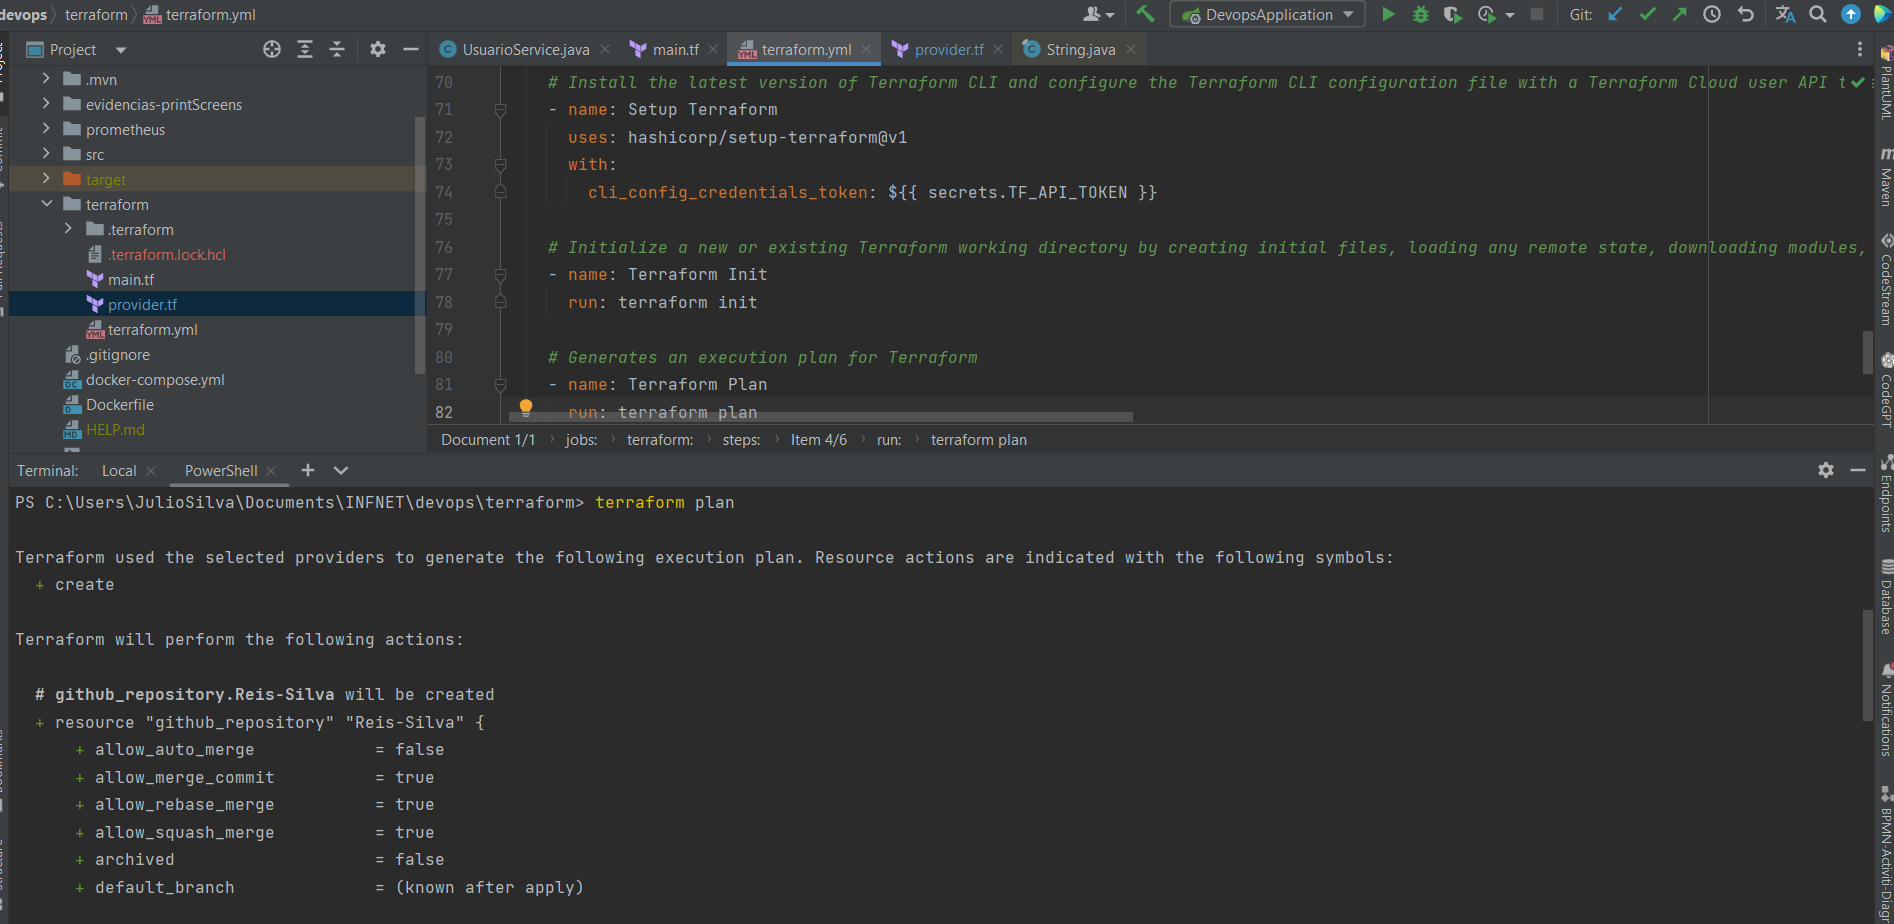 devops
terraform
terraform.yml
DevopsApplication
Git:
Project
UsuarioService.java
main.tf
terraform.yml
provider.tf
String.java
.mvn
evidencias-printScreens
prometheus
src
target
terraform
.terraform
.terraform.lock.hcl
main.tf
provider.tf
terraform.yml
.gitignore
docker-compose.yml
Dockerfile
HELP.md
70 # Install the latest version of Terraform CLI and configure the Terraform CLI configuration file with a Terraform Cloud user API t
71 - name: Setup Terraform
72 uses: hashicorp/setup-terraform@v1
73 with:
74 cli_config_credentials_token: ${{ secrets.TF_API_TOKEN }}
75
76 # Initialize a new or existing Terraform working directory by creating initial files, loading any remote state, downloading modules,
77 - name: Terraform Init
78 run: terraform init
79
80 # Generates an execution plan for Terraform
81 - name: Terraform Plan
82 run: terraform plan
Document 1/1 › jobs: › terraform: › steps: › Item 4/6 › run: › terraform plan
Terminal: Local PowerShell
PS C:\Users\JulioSilva\Documents\INFNET\devops\terraform> terraform plan
Terraform used the selected providers to generate the following execution plan. Resource actions are indicated with the following symbols:
+ create
Terraform will perform the following actions:
# github_repository.Reis-Silva will be created
+ resource "github_repository" "Reis-Silva" {
+ allow_auto_merge = false
+ allow_merge_commit = true
+ allow_rebase_merge = true
+ allow_squash_merge = true
+ archived = false
+ default_branch = (known after apply)
PlantUML
Maven
CodeStream
CodeGPT
Endpoints
Database
Notifications
BPMN-Activiti-Diagr